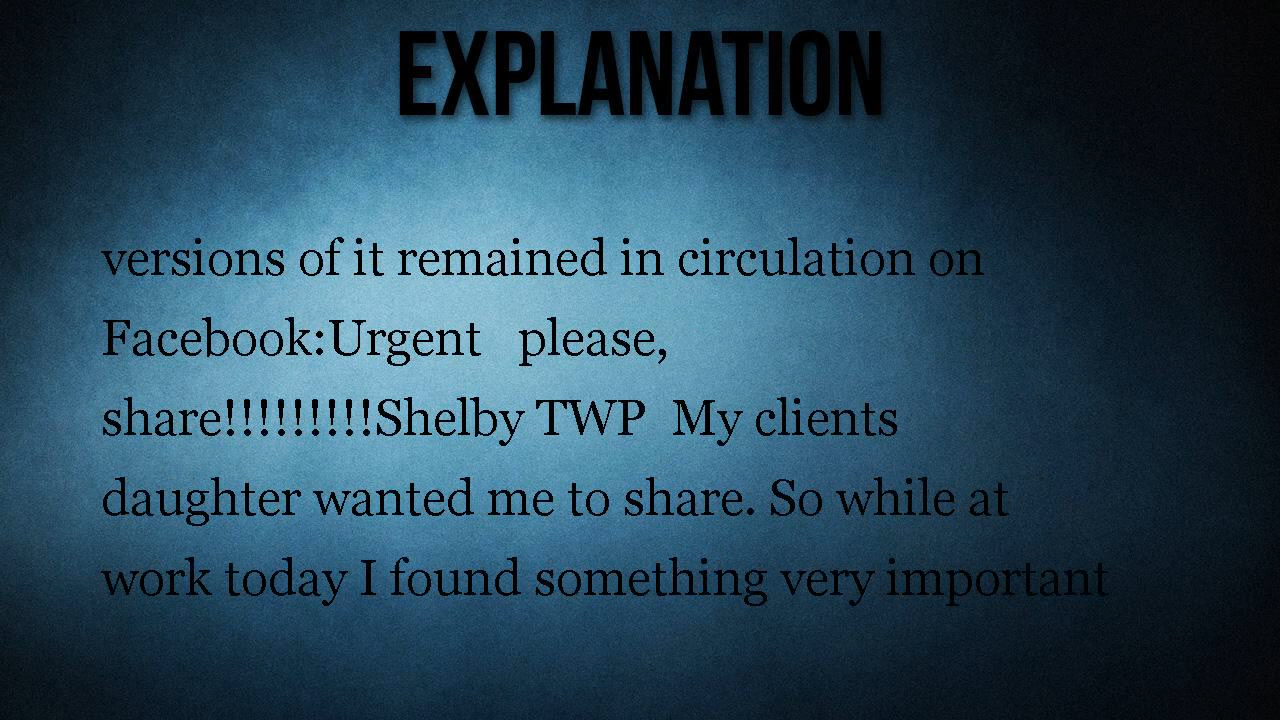 EXPLANATION
versions of it remained in circulation on
Facebook:Urgent   please,
share!!!!!!!!!Shelby TWP  My clients
daughter wanted me to share. So while at
work today I found something very important